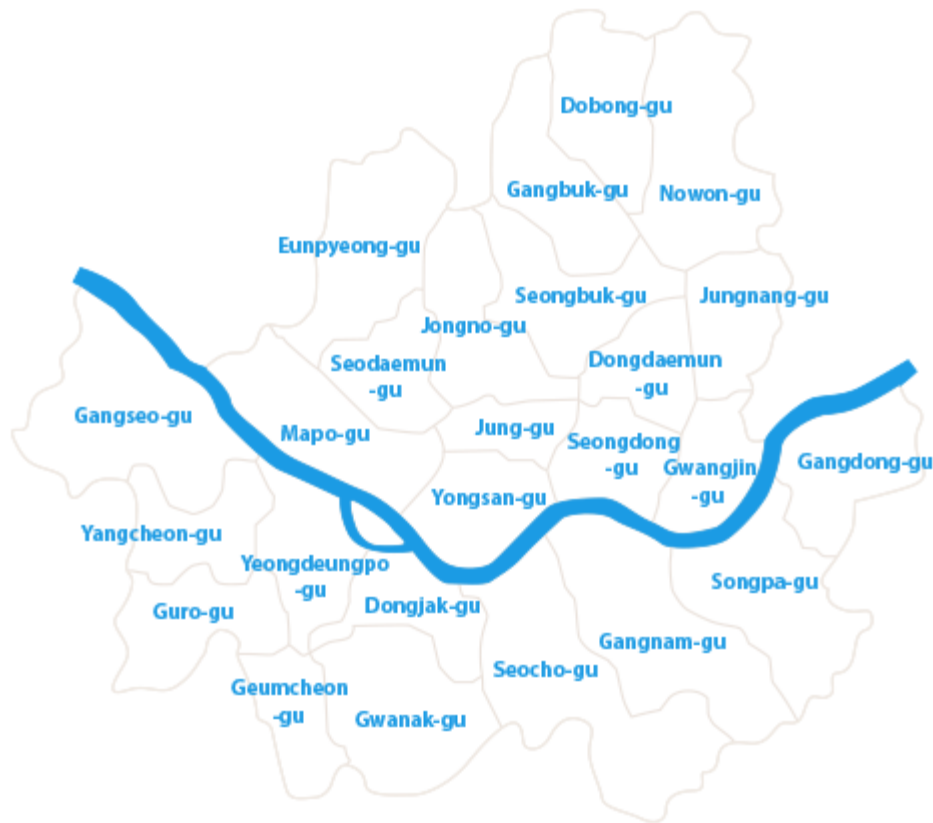 Dobong-gu
Gangbuk-gu
Nowon-gu
Eunpyeong-gu
Seongbuk-gu
Jungnang-gu
Jongno-gu
Seodaemun
-gu
Dongdaemun
-gu
Gangseo-gu
Mapo-gu
Jung-gu
Seongdong
-gu
Gwangjin
-gu
Gangdong-gu
Yongsan-gu
Yangcheon-gu
Yeongdeungpo
-gu
Songpa-gu
Guro-gu
Dongjak-gu
Gangnam-gu
Seocho-gu
Geumcheon
-gu
Gwanak-gu